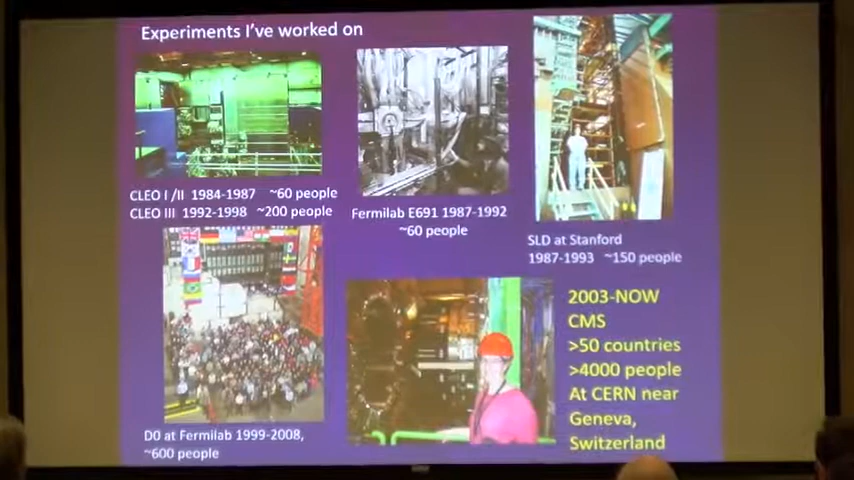 Experiments I've worked on
CLEO I /II 1984-1987 ~60 people
CLEO III 1992-1998 ~200 people
Fermilab E691 1987-1992
~60 people
SLD at Stanford
1987-1993 ~150 people
D0 at Fermilab 1999-2008,
~600 people
2003-NOW
CMS
>50 countries
>4000 people
At CERN near
Geneva,
Switzerland